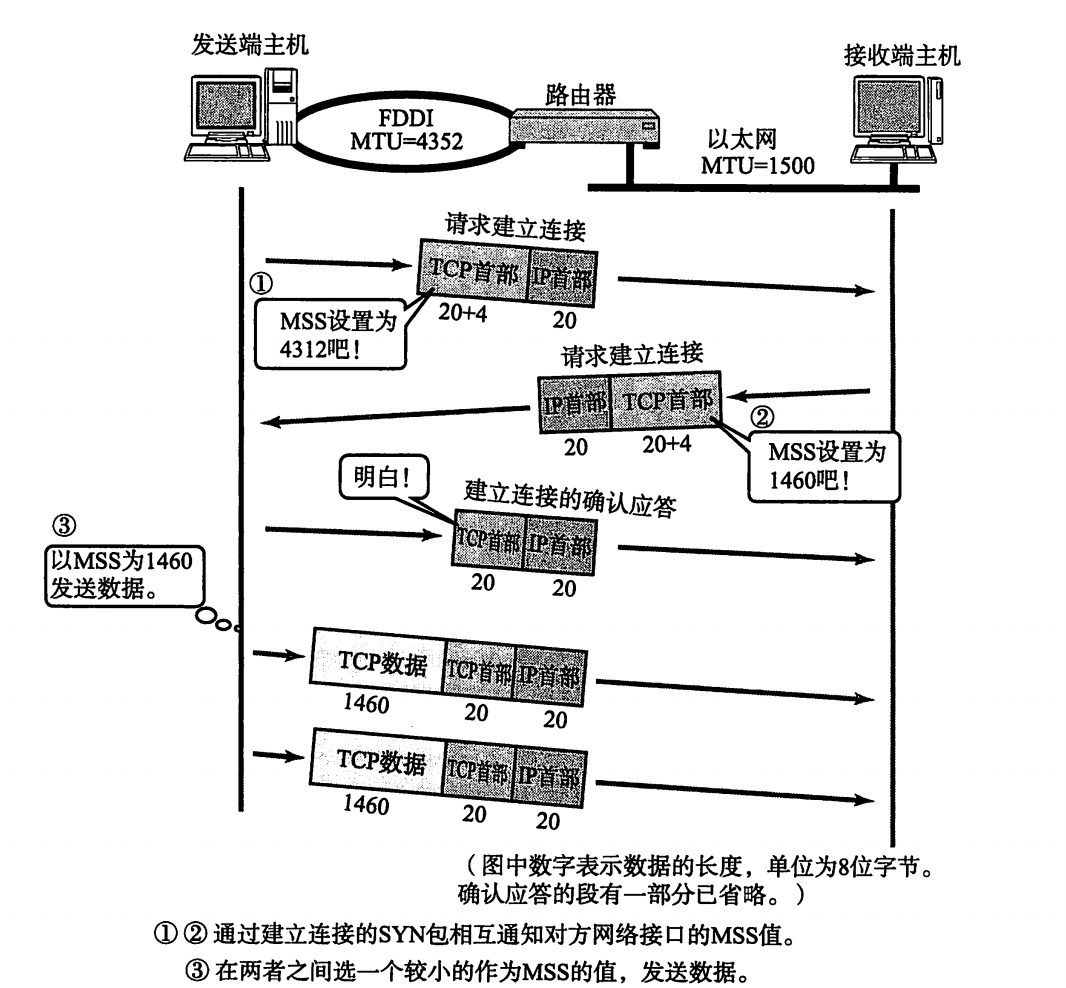 发送端主机
接收端主机
路由器
FDDI
MTU=4352
以太网
MTU=1500
请求建立连接
TCP首部 IP首部
20+4 20
①
MSS设置为
4312吧！
请求建立连接
IP首部 TCP首部
20 20+4
②
MSS设置为
1460吧！
明白！
建立连接的确认应答
TCP首部 IP首部
20 20
③
以MSS为1460
发送数据。
TCP数据 TCP首部 IP首部
1460 20 20
TCP数据 TCP首部 IP首部
1460 20 20
（图中数字表示数据的长度，单位为8位字节。
确认应答的段有一部分已省略。）
①②通过建立连接的SYN包相互通知对方网络接口的MSS值。
③在两者之间选一个较小的作为MSS的值，发送数据。